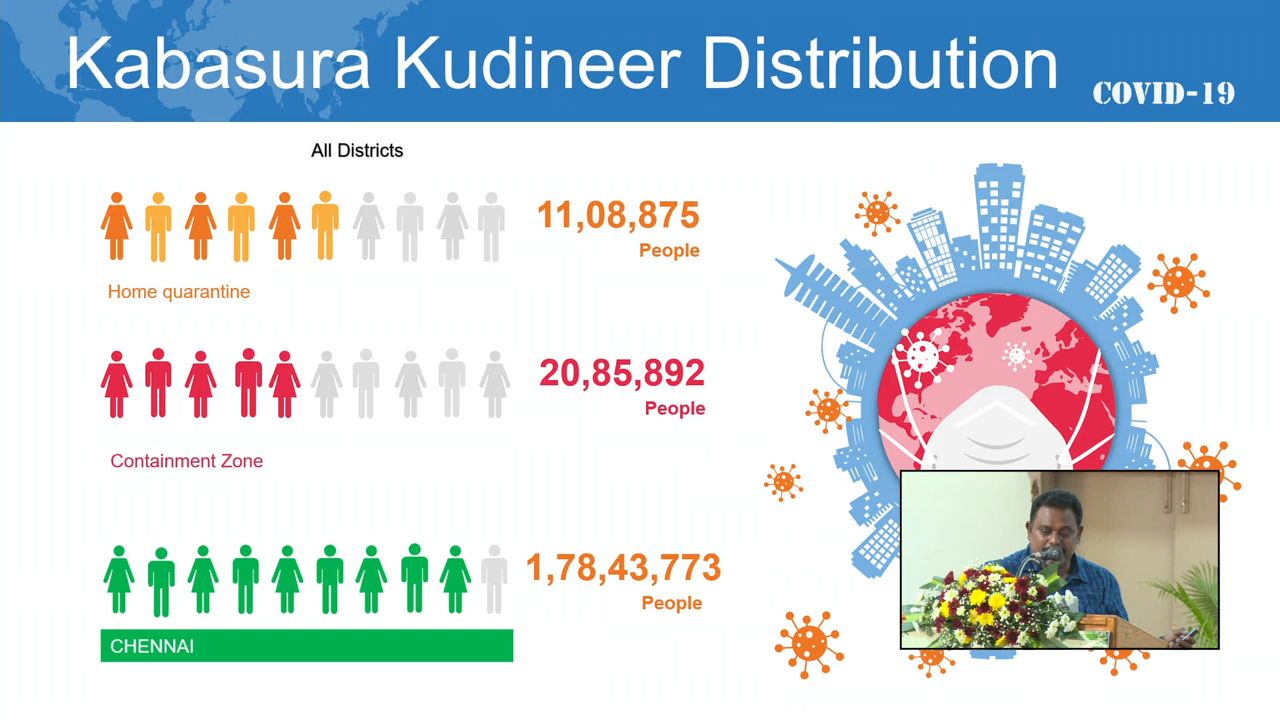 Kabasura Kudineer Distribution
COVID-19
All Districts
11,08,875
People
Home quarantine
20,85,892
People
Containment Zone
1,78,43,773
People
CHENNAI